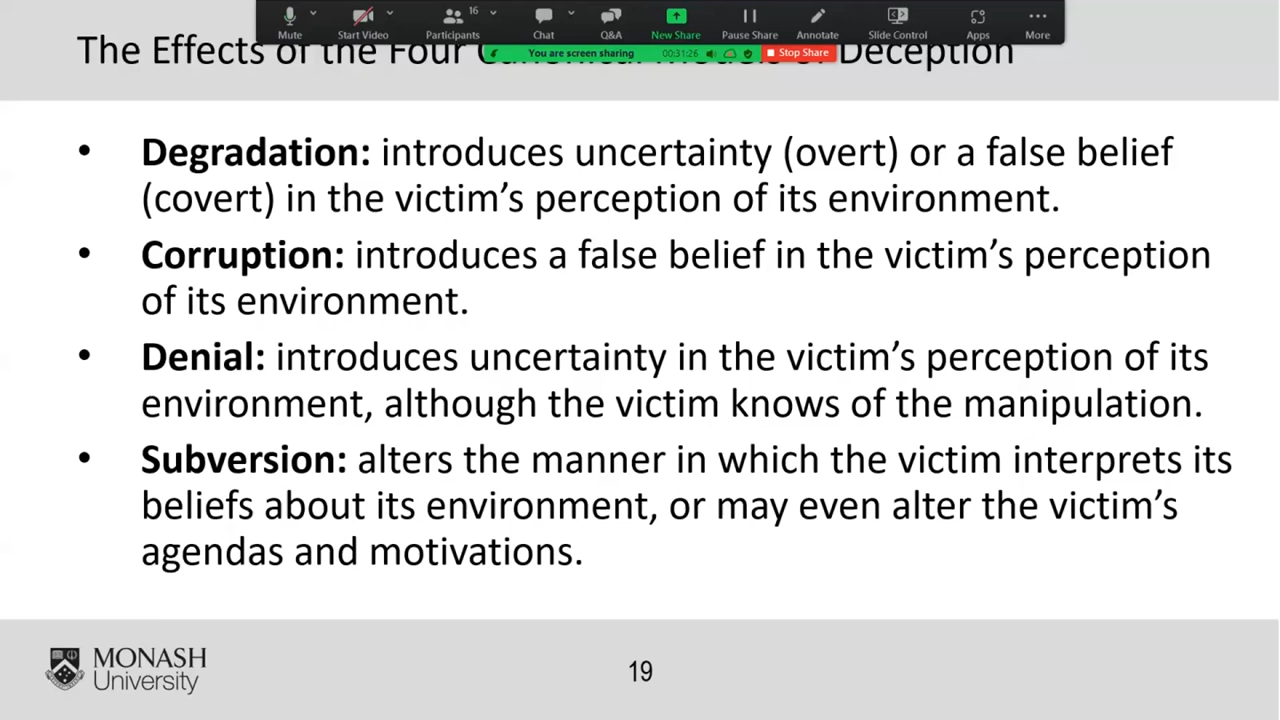 16
Mute
Start Video
Participants
Chat
Q&A
New Share
Pause Share
Annotate
Slide Control
Apps
More
You are screen sharing
00:31:26
Stop Share
The Effects of the Four Deception
• Degradation: introduces uncertainty (overt) or a false belief
(covert) in the victim’s perception of its environment.
• Corruption: introduces a false belief in the victim’s perception
of its environment.
• Denial: introduces uncertainty in the victim’s perception of its
environment, although the victim knows of the manipulation.
• Subversion: alters the manner in which the victim interprets its
beliefs about its environment, or may even alter the victim’s
agendas and motivations.
MONASH
University
19